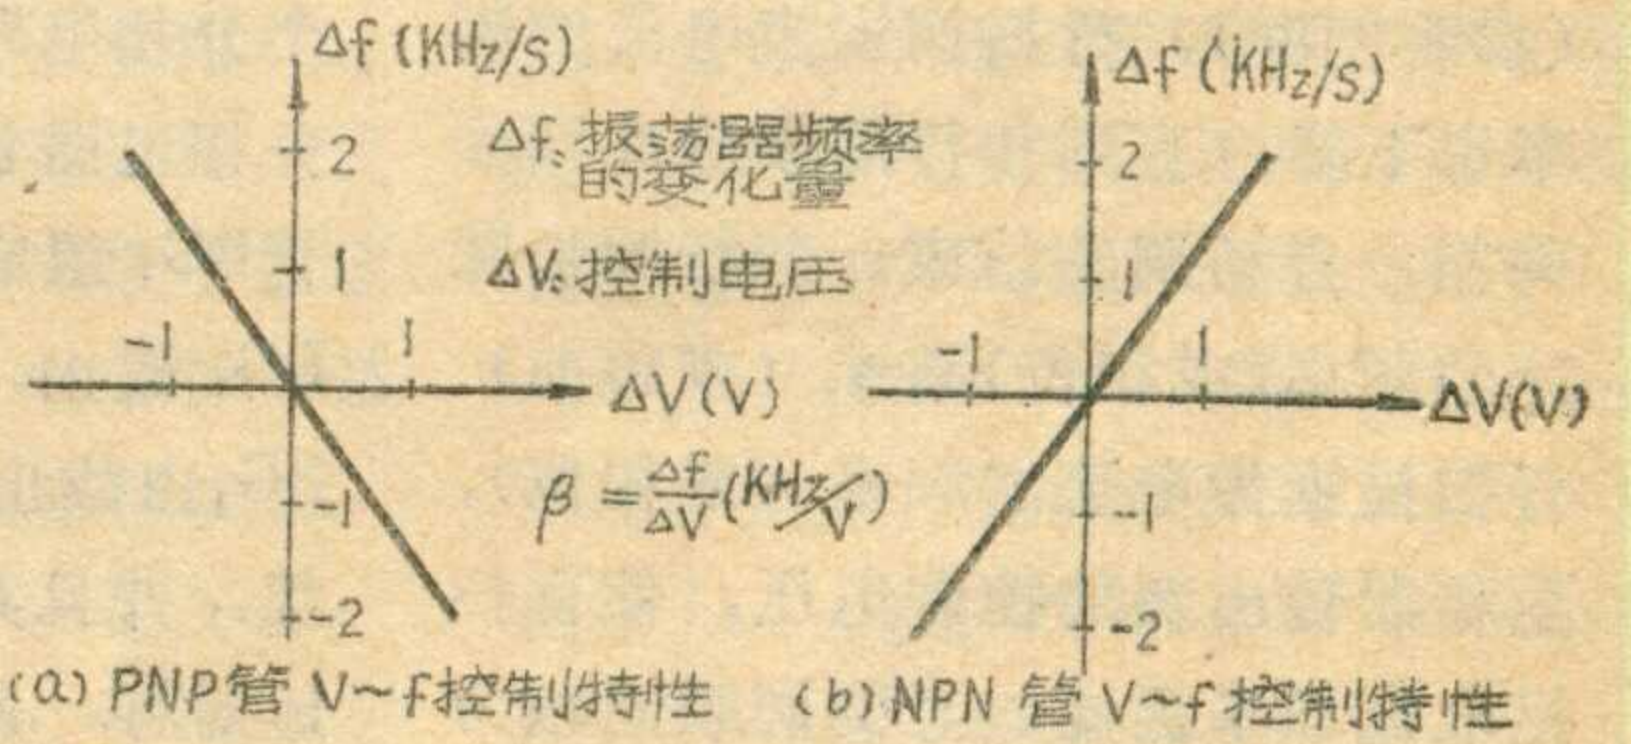 Δf (KHz/S)
2
1
-1
1
ΔV(V)
-1
-2
Δf: 振荡器频率
的变化量
ΔV: 控制电压
β = Δf/ΔV (KHz/V)
Δf (KHz/S)
2
1
-1
1
ΔV(V)
-1
-2
(a) PNP管 V~f控制特性
(b) NPN 管 V~f控制特性